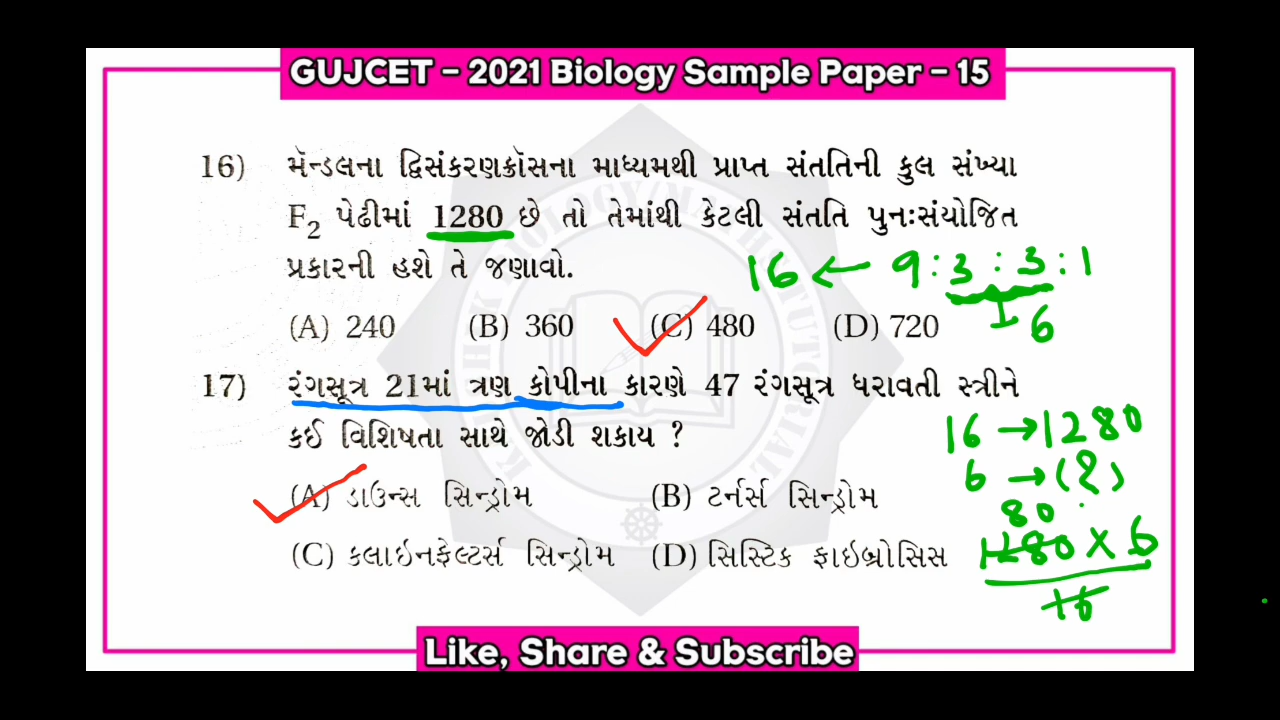 GUJCET – 2021 Biology Sample Paper – 15
16) મૅન્ડલના દ્વિસંકરણક્રૉસના માધ્યમથી પ્રાપ્ત સંતતિની કુલ સંખ્યા
F2 પેઢીમાં 1280 છે તો તેમાંથી કેટલી સંતતિ પુનઃસંયોજિત
પ્રકારની હશે તે જણાવો.
16 ← 9 : 3 : 3 : 1
6
(A) 240 (B) 360 (C) 480 (D) 720
17) રંગસૂત્ર 21માં ત્રણ કોપીના કારણે 47 રંગસૂત્ર ધરાવતી સ્ત્રીને
કઈ વિશિષતા સાથે જોડી શકાય ?
16 → 1280
6 → (?)
(A) ડાઉન્સ સિન્ડ્રોમ (B) ટર્નર્સ સિન્ડ્રોમ
80
1280 × 6
16
(C) કલાઇનફેલ્ટર્સ સિન્ડ્રોમ (D) સિસ્ટિક ફાઇબ્રોસિસ
Like, Share & Subscribe